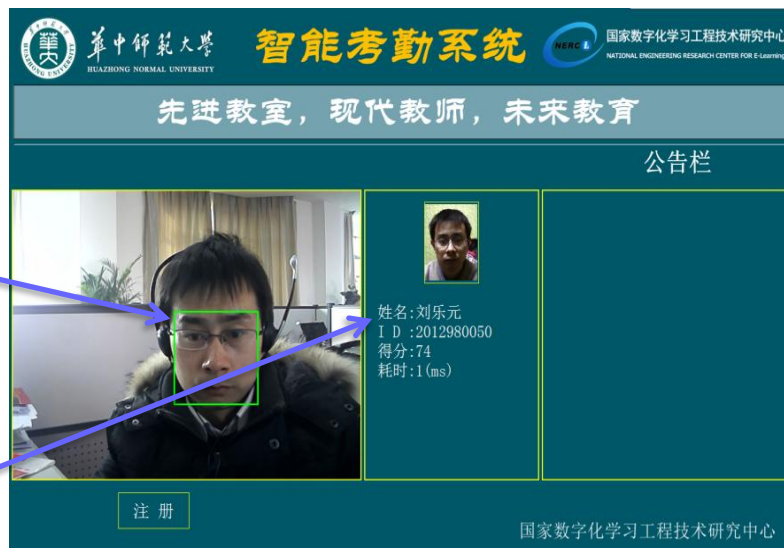 華中师範大学
HUAZHONG NORMAL UNIVERSITY
智能考勤系统
NERC L
国家数字化学习工程技术研究中心
NATIONAL ENGINEERING RESEARCH CENTER FOR E-Learning
先进教室，现代教师，未来教育
公告栏
姓名:刘乐元
I D :2012980050
得分:74
耗时:1(ms)
注 册
国家数字化学习工程技术研究中心